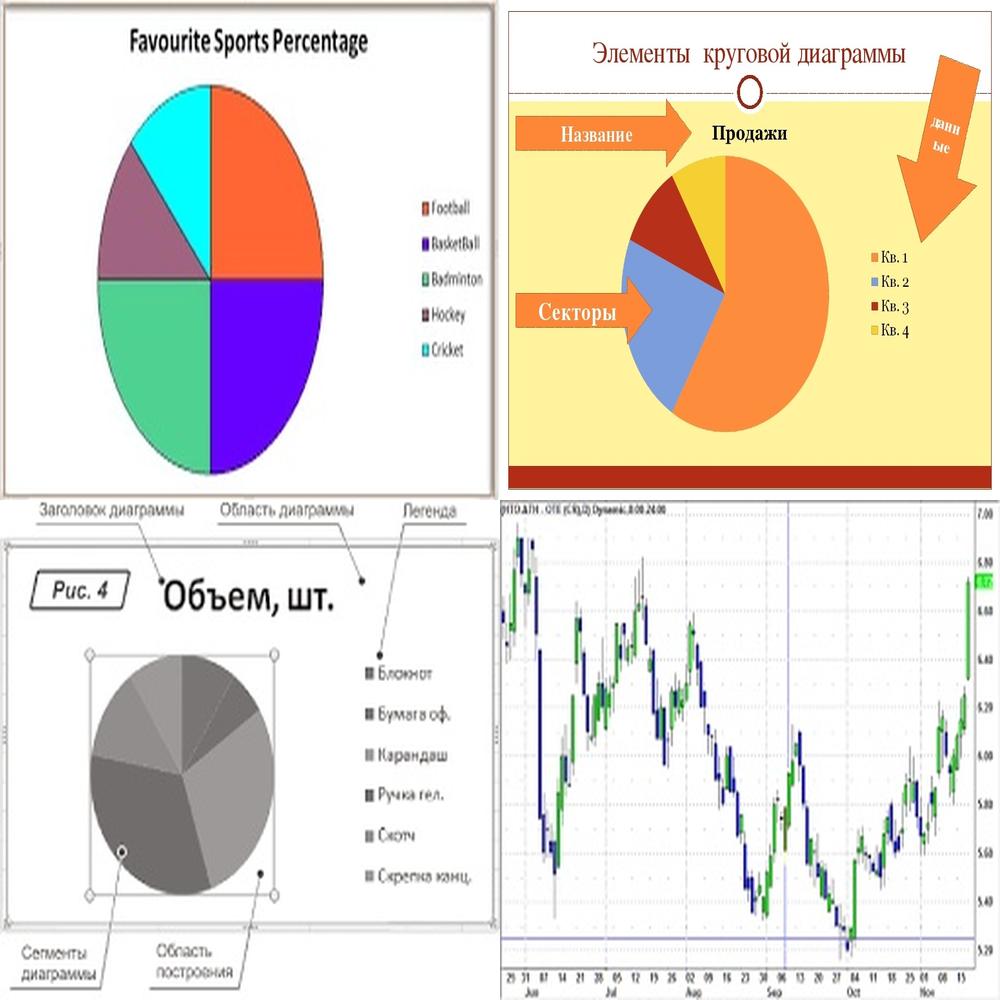 Favourite Sports Percentage
Football
BasketBall
Badminton
Hockey
Cricket
Элементы круговой диаграммы
Название
Продажи
данн
ые
Секторы
Кв. 1
Кв. 2
Кв. 3
Кв. 4
Заголовок диаграммы
Область диаграммы
Легенда
Рис. 4
Объем, шт.
Блокнот
Бумага оф.
Карандаш
Ручка гел.
Скотч
Скрепка канц.
Сегменты
диаграммы
Область
построения
Dynamic,0:00-24:00
7.00
6.80
6.60
6.40
6.20
6.00
5.80
5.60
5.40
5.20
25 31 07 14 21 28 05 12 19 26 02 09 16 23 30 06 13 20 27 04 11 18 25 01 08 15
Jun Jul Aug Sep Oct Nov